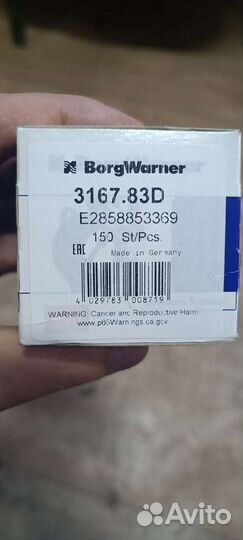 BorgWarner
3167.83D
E2858853369
150 St/Pcs.
EAC Made in Germany
4 029783 008719
WARNING: Cancer and Reproductive Harm
www.p65Warnings.ca.gov
Avito